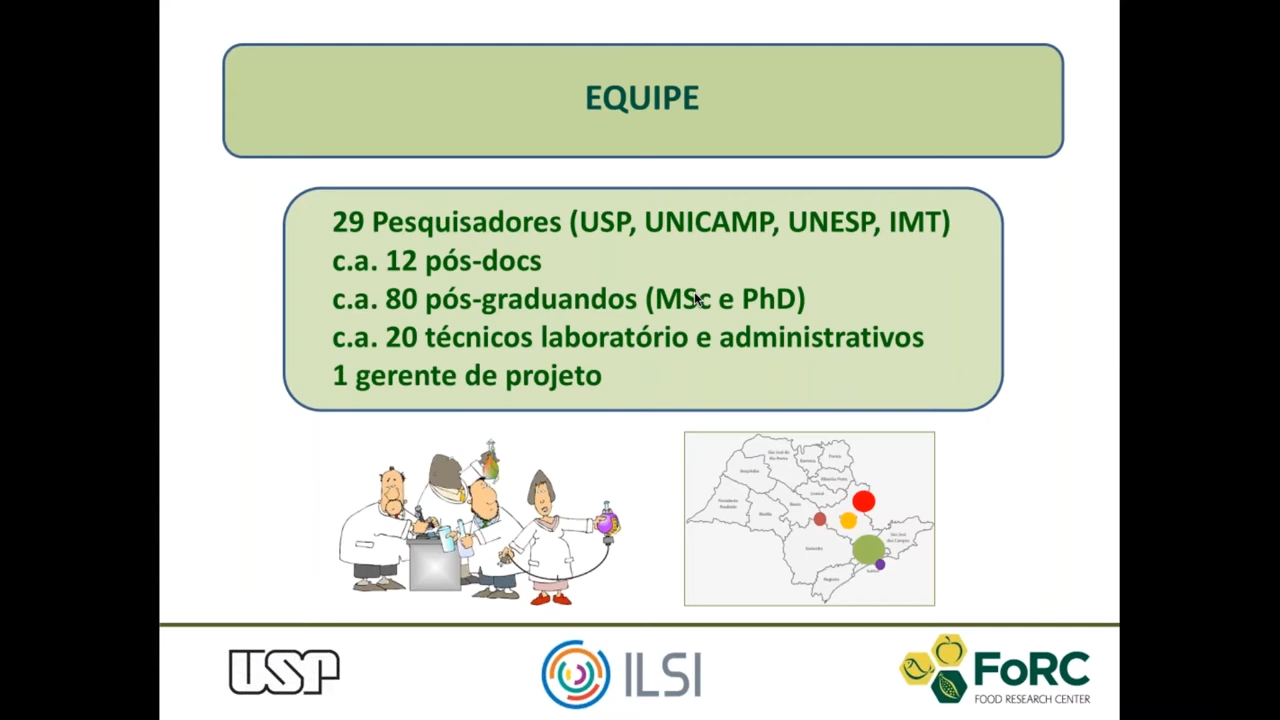 EQUIPE
29 Pesquisadores (USP, UNICAMP, UNESP, IMT)
c.a. 12 pós-docs
c.a. 80 pós-graduandos (MSc e PhD)
c.a. 20 técnicos laboratório e administrativos
1 gerente de projeto
USP
ILSI
FoRC
FOOD RESEARCH CENTER